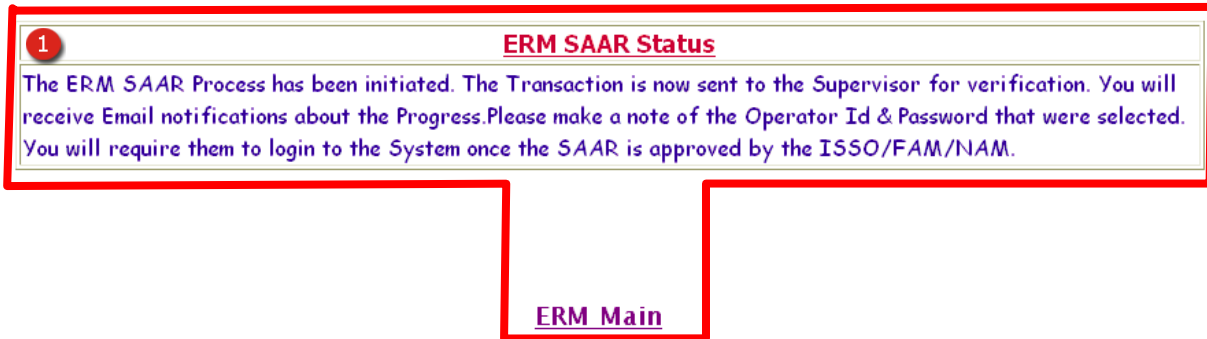 1
ERM SAAR Status
The ERM SAAR Process has been initiated. The Transaction is now sent to the Supervisor for verification. You will
receive Email notifications about the Progress.Please make a note of the Operator Id & Password that were selected.
You will require them to login to the System once the SAAR is approved by the ISSO/FAM/NAM.
ERM Main